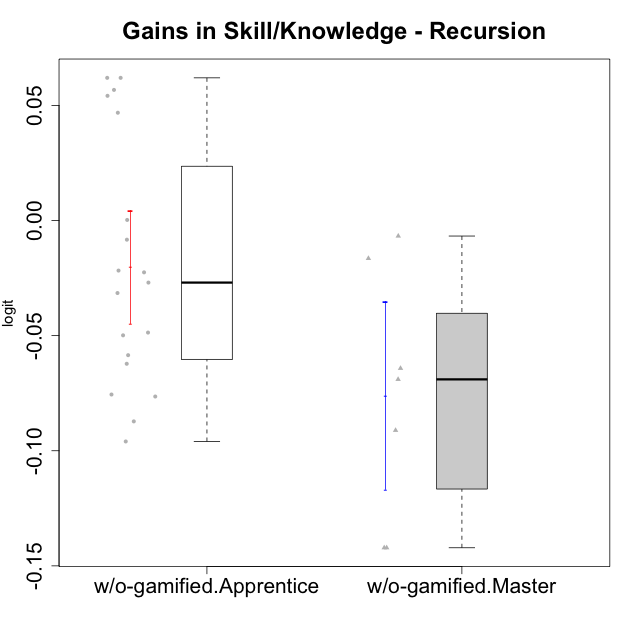 Gains in Skill/Knowledge - Recursion
logit
0.05
0.00
-0.05
-0.10
-0.15
w/o-gamified.Apprentice
w/o-gamified.Master